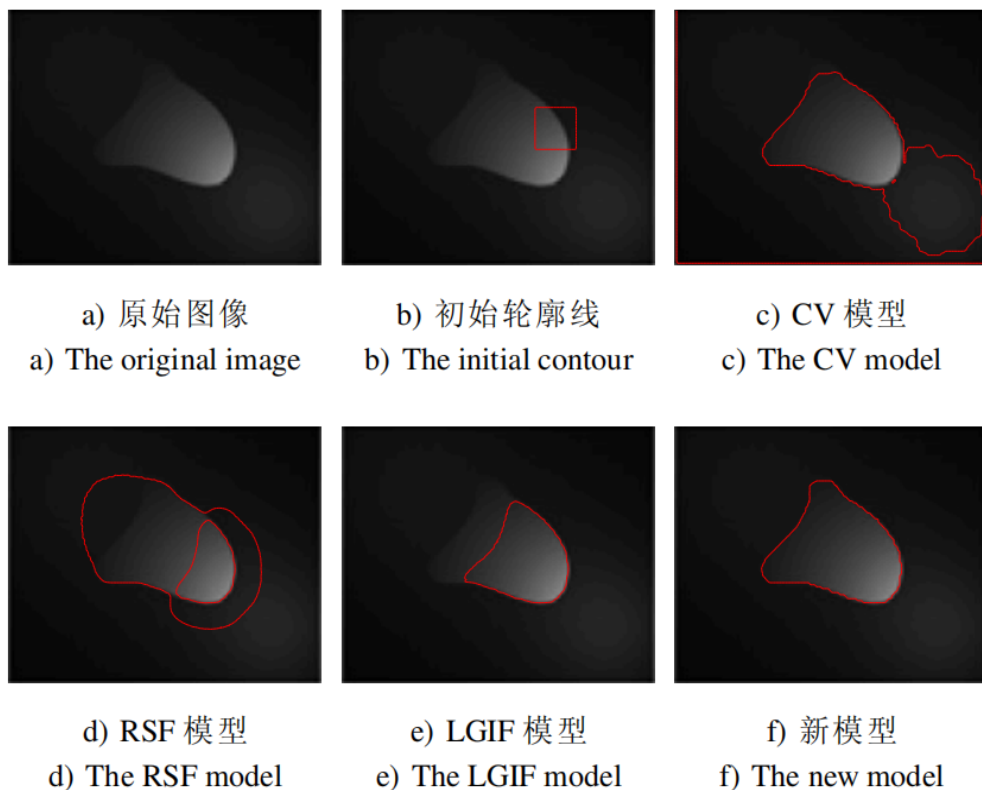 a) 原始图像
a) The original image
b) 初始轮廓线
b) The initial contour
c) CV 模型
c) The CV model
d) RSF 模型
d) The RSF model
e) LGIF 模型
e) The LGIF model
f) 新模型
f) The new model